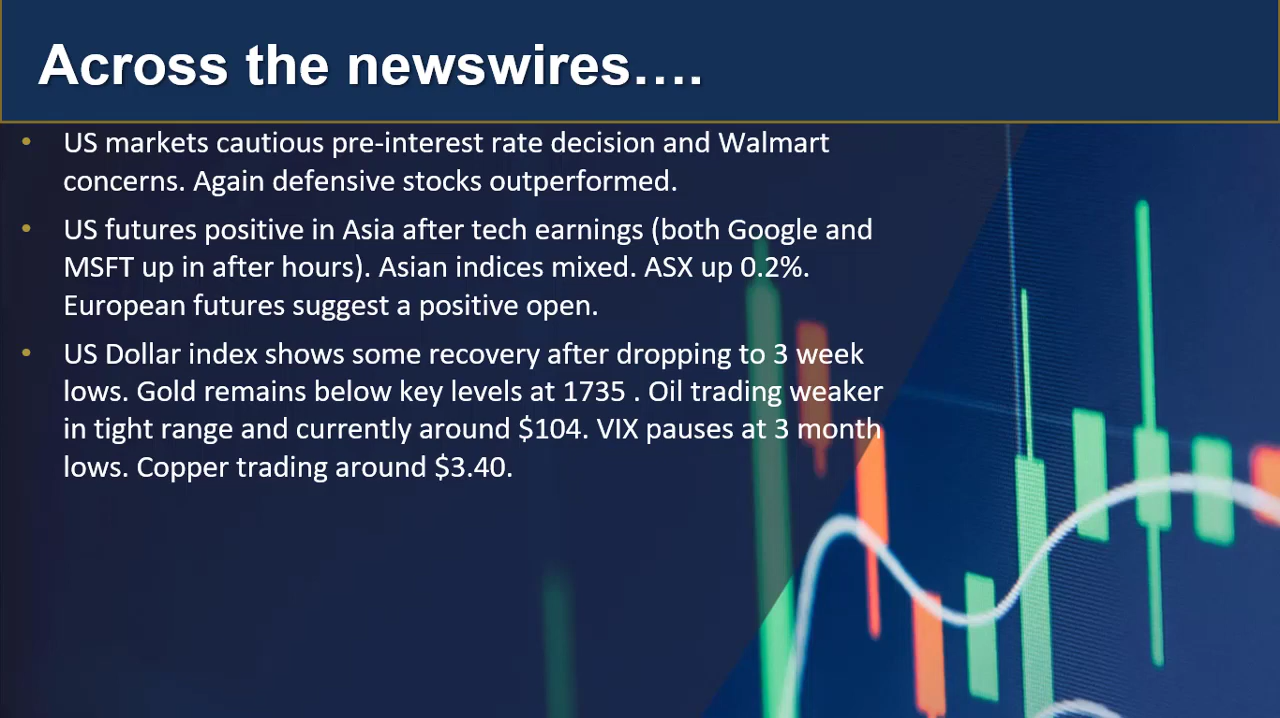 Across the newswires….
• US markets cautious pre-interest rate decision and Walmart
concerns. Again defensive stocks outperformed.
• US futures positive in Asia after tech earnings (both Google and
MSFT up in after hours). Asian indices mixed. ASX up 0.2%.
European futures suggest a positive open.
• US Dollar index shows some recovery after dropping to 3 week
lows. Gold remains below key levels at 1735 . Oil trading weaker
in tight range and currently around $104. VIX pauses at 3 month
lows. Copper trading around $3.40.